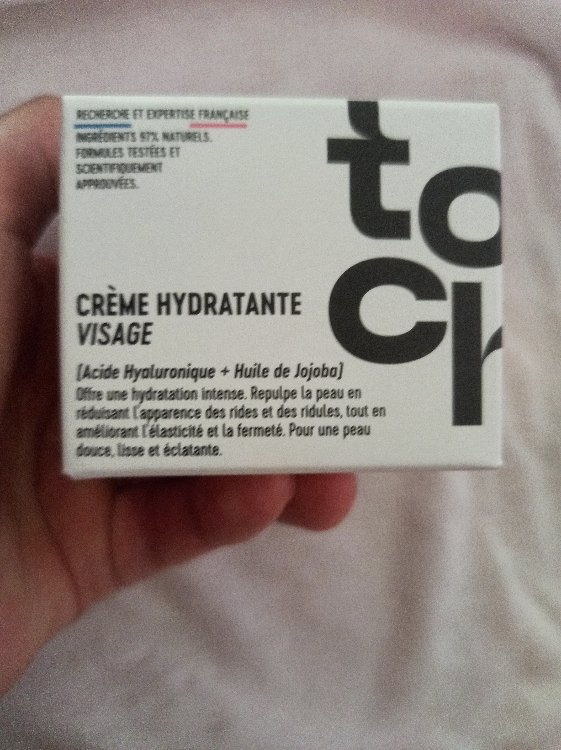 RECHERCHE ET EXPERTISE FRANÇAISE
INGRÉDIENTS 97% NATURELS.
FORMULES TESTÉES ET
SCIENTIFIQUEMENT
APPROUVÉES.
to
ch
CRÈME HYDRATANTE
VISAGE
(Acide Hyaluronique + Huile de Jojoba)
Offre une hydratation intense. Repulpe la peau en
réduisant l'apparence des rides et des ridules, tout en
améliorant l'élasticité et la fermeté. Pour une peau
douce, lisse et éclatante.